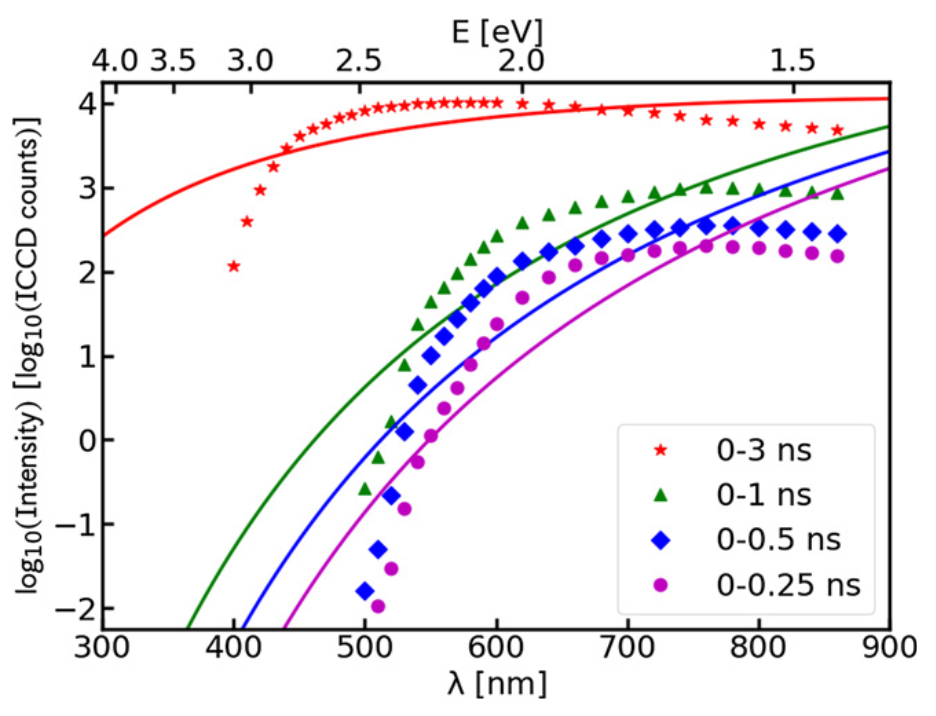 E [eV]
4.0 3.5 3.0 2.5 2.0 1.5
log10(Intensity) [log10(ICCD counts)]
4
3
2
1
0
−1
−2
0-3 ns
0-1 ns
0-0.5 ns
0-0.25 ns
300 400 500 600 700 800 900
λ [nm]